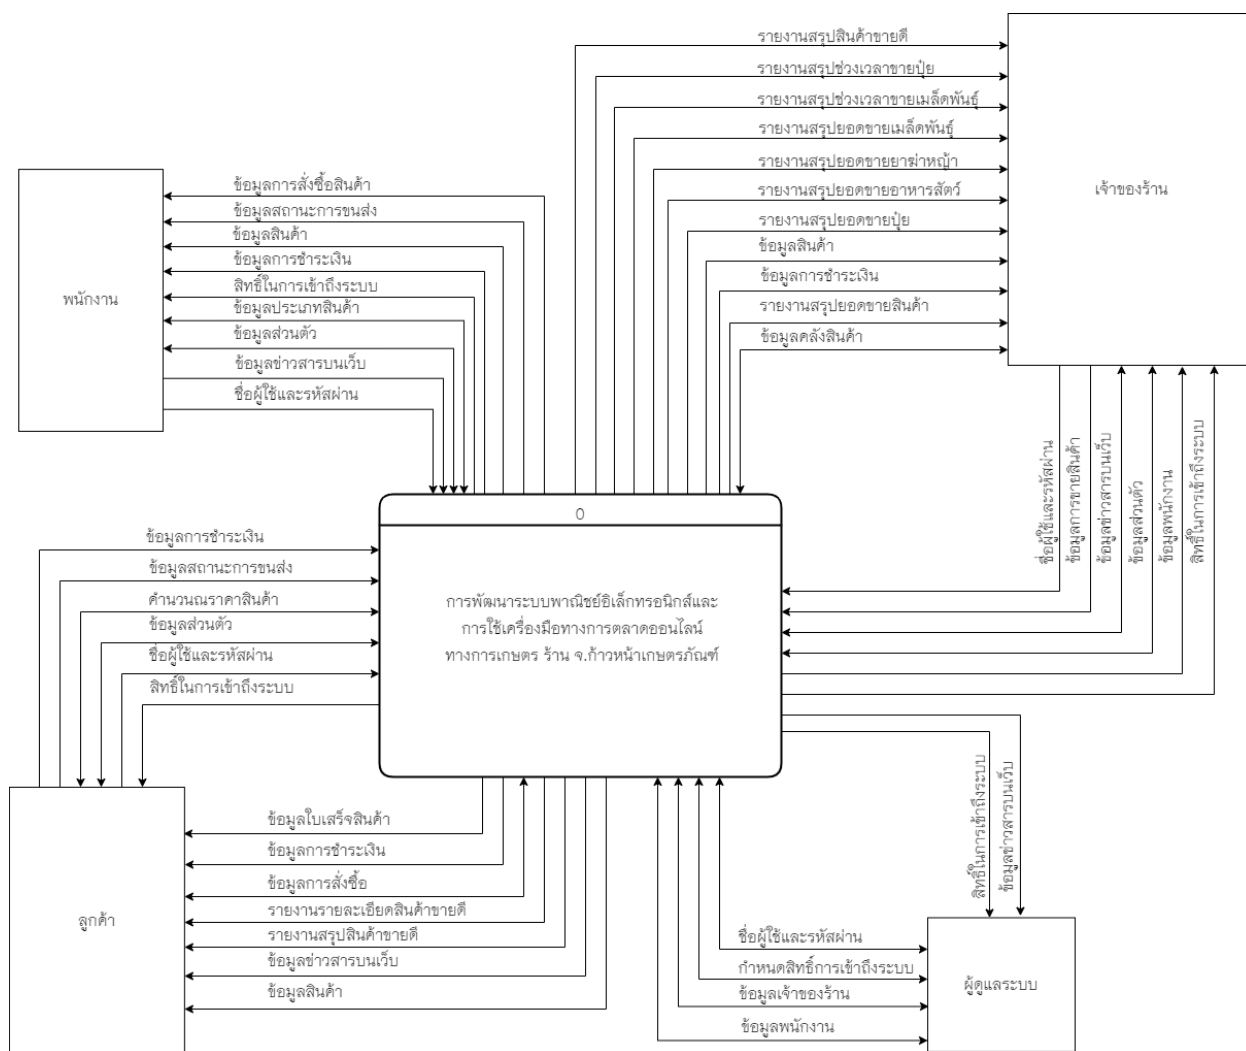 รายงานสรุปสินค้าขายดี
รายงานสรุปช่วงเวลาขายปุ๋ย
รายงานสรุปช่วงเวลาขายเมล็ดพันธุ์
รายงานสรุปยอดขายเมล็ดพันธุ์
รายงานสรุปยอดขายยาฆ่าหญ้า
รายงานสรุปยอดขายอาหารสัตว์
รายงานสรุปยอดขายปุ๋ย
ข้อมูลสินค้า
ข้อมูลการชำระเงิน
รายงานสรุปยอดขายสินค้า
ข้อมูลคลังสินค้า
เจ้าของร้าน
พนักงาน
ข้อมูลการสั่งซื้อสินค้า
ข้อมูลสถานะการขนส่ง
ข้อมูลสินค้า
ข้อมูลการชำระเงิน
สิทธิ์ในการเข้าถึงระบบ
ข้อมูลประเภทสินค้า
ข้อมูลส่วนตัว
ข้อมูลข่าวสารบนเว็บ
ชื่อผู้ใช้และรหัสผ่าน
ชื่อผู้ใช้และรหัสผ่าน
ข้อมูลการขายสินค้า
ข้อมูลข่าวสารบนเว็บ
ข้อมูลส่วนตัว
ข้อมูลพนักงาน
สิทธิ์ในการเข้าถึงระบบ
0
การพัฒนาระบบพาณิชย์อิเล็กทรอนิกส์และ
การใช้เครื่องมือทางการตลาดออนไลน์
ทางการเกษตร ร้าน จ.ก้าวหน้าเกษตรภัณฑ์
ข้อมูลการชำระเงิน
ข้อมูลสถานะการขนส่ง
คำนวนณราคาสินค้า
ข้อมูลส่วนตัว
ชื่อผู้ใช้และรหัสผ่าน
สิทธิ์ในการเข้าถึงระบบ
ลูกค้า
ข้อมูลใบเสร็จสินค้า
ข้อมูลการชำระเงิน
ข้อมูลการสั่งซื้อ
รายงานรายละเอียดสินค้าขายดี
รายงานสรุปสินค้าขายดี
ข้อมูลข่าวสารบนเว็บ
ข้อมูลสินค้า
สิทธิ์ในการเข้าถึงระบบ
ข้อมูลข่าวสารบนเว็บ
ชื่อผู้ใช้และรหัสผ่าน
กำหนดสิทธิ์การเข้าถึงระบบ
ข้อมูลเจ้าของร้าน
ข้อมูลพนักงาน
ผู้ดูแลระบบ